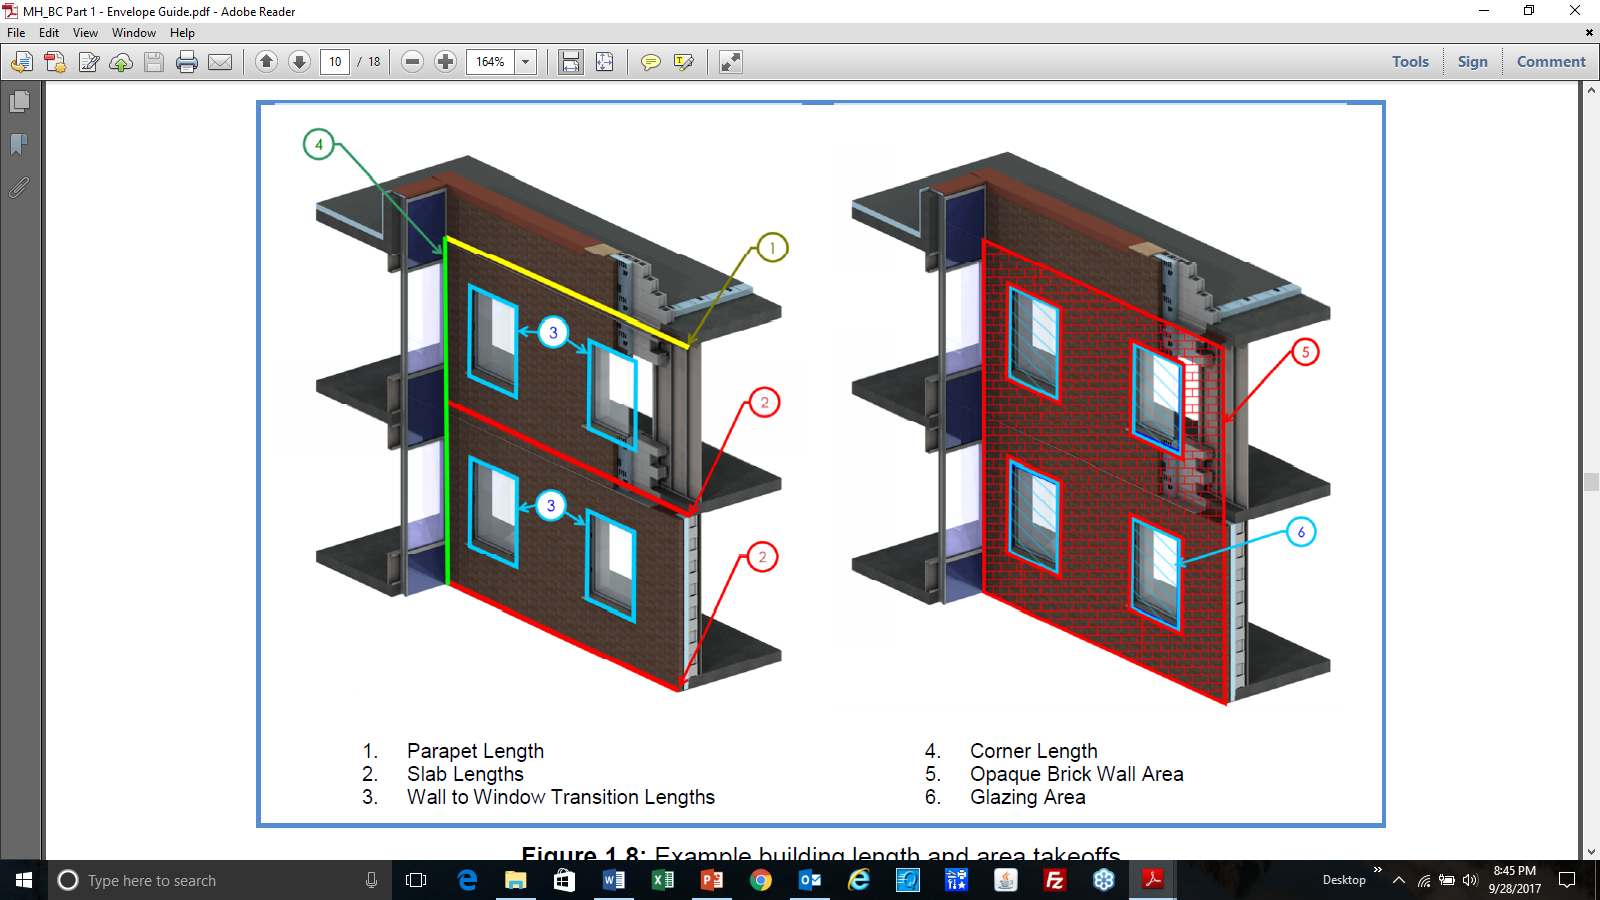 MH_BC Part 1 - Envelope Guide.pdf - Adobe Reader
File Edit View Window Help
10 / 18 164% Tools Sign Comment
4
1
3
2
3
2
5
6
1. Parapet Length
2. Slab Lengths
3. Wall to Window Transition Lengths
4. Corner Length
5. Opaque Brick Wall Area
6. Glazing Area
Figure 1.8: Example building length and area takeoffs
Type here to search
Desktop
8:45 PM
9/28/2017